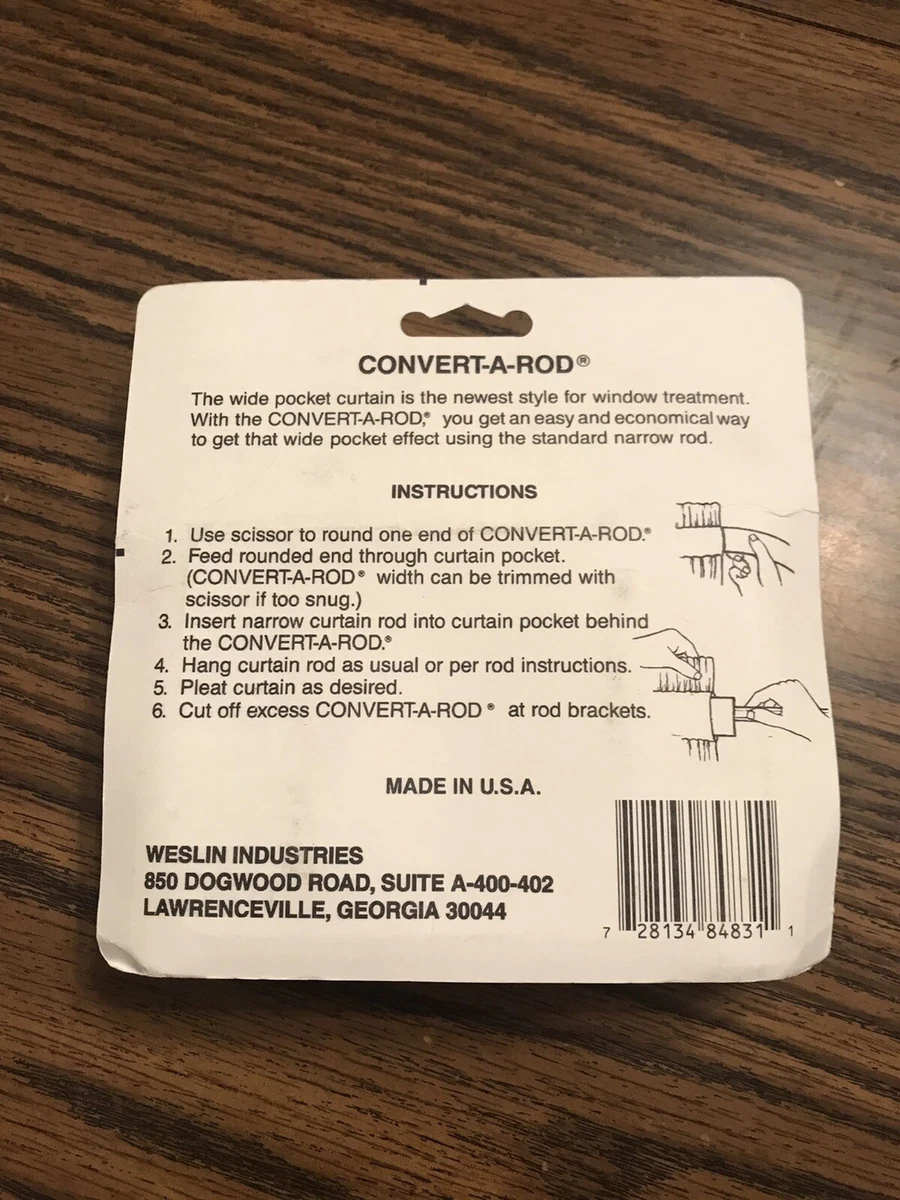 CONVERT-A-ROD®
The wide pocket curtain is the newest style for window treatment.
With the CONVERT-A-ROD,® you get an easy and economical way
to get that wide pocket effect using the standard narrow rod.
INSTRUCTIONS
1. Use scissor to round one end of CONVERT-A-ROD.®
2. Feed rounded end through curtain pocket.
(CONVERT-A-ROD® width can be trimmed with
scissor if too snug.)
3. Insert narrow curtain rod into curtain pocket behind
the CONVERT-A-ROD.®
4. Hang curtain rod as usual or per rod instructions.
5. Pleat curtain as desired.
6. Cut off excess CONVERT-A-ROD® at rod brackets.
MADE IN U.S.A.
WESLIN INDUSTRIES
850 DOGWOOD ROAD, SUITE A-400-402
LAWRENCEVILLE, GEORGIA 30044
7 28134 84831 1